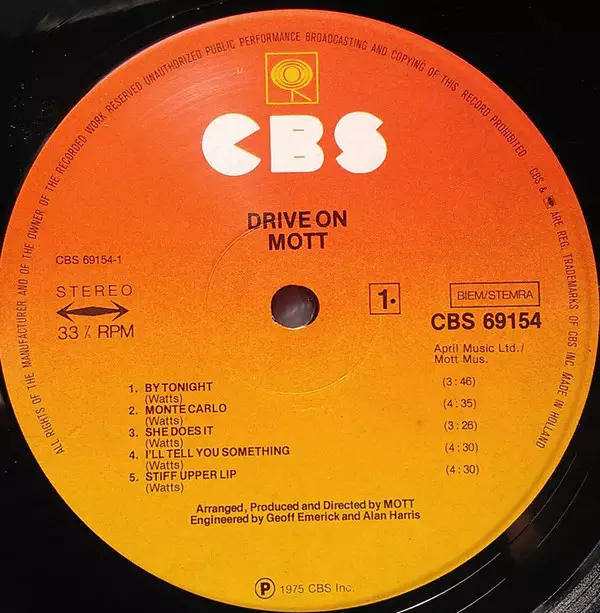 ALL RIGHTS OF THE MANUFACTURER AND OF THE OWNER OF THE RECORDED WORK RESERVED UNAUTHORIZED PUBLIC PERFORMANCE BROADCASTING AND COPYING OF THIS RECORD PROHIBITED · CBS & ARE REG. TRADEMARKS OF CBS INC. MADE IN HOLLAND
CBS
DRIVE ON
MOTT
CBS 69154-1
STEREO
33⅓ RPM
1·
BIEM/STEMRA
CBS 69154
April Music Ltd./
Mott Mus.
1. BY TONIGHT (3:46)
(Watts)
2. MONTE CARLO (4:35)
(Watts)
3. SHE DOES IT (3:26)
(Watts)
4. I'LL TELL YOU SOMETHING (4:30)
(Watts)
5. STIFF UPPER LIP (4:30)
(Watts)
Arranged, Produced and Directed by MOTT
Engineered by Geoff Emerick and Alan Harris
Ⓟ 1975 CBS Inc.